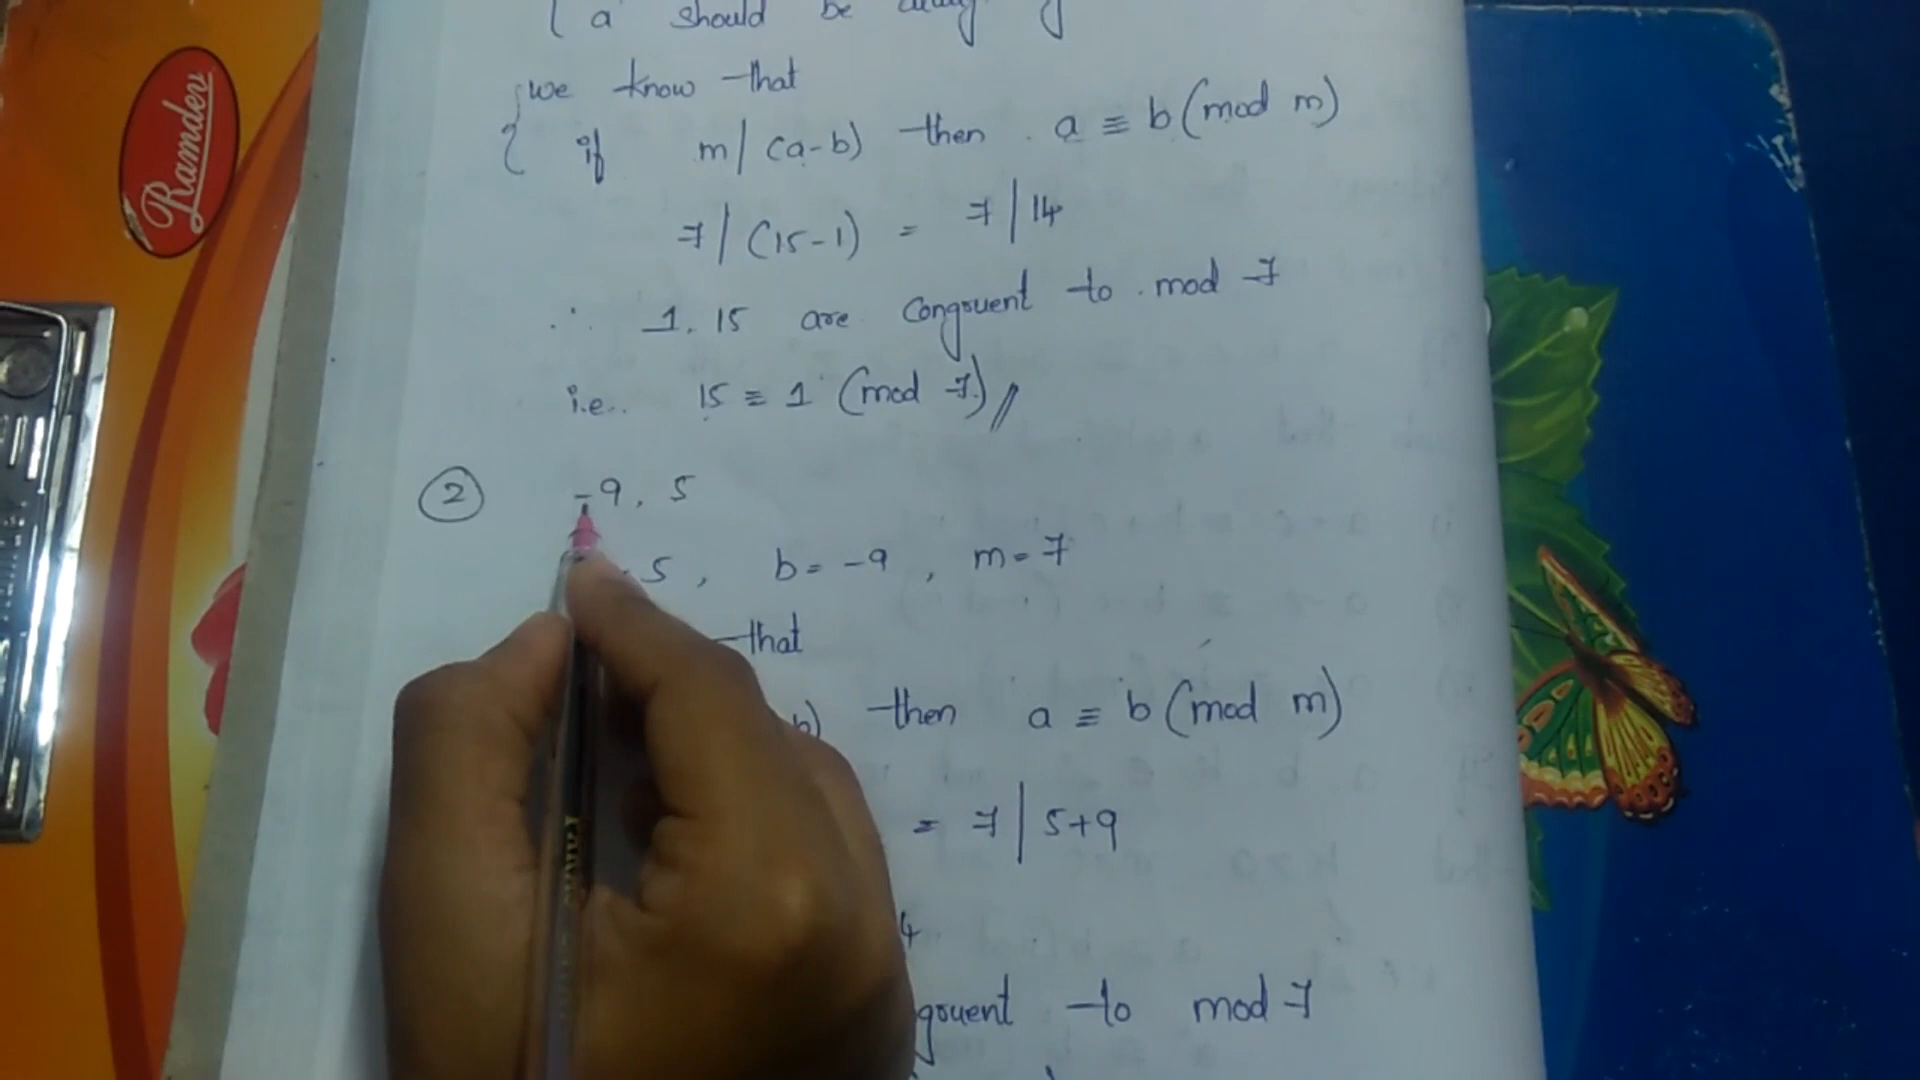 a should be
we know that
if m/(a-b) then a ≡ b (mod m)
7/(15-1) = 7/14
∴ 1, 15 are congruent to mod 7
i.e. 15 ≡ 1 (mod 7)//
② -9, 5
5, b = -9, m = 7
that
b) then a ≡ b (mod m)
= 7/5+9
4
gruent to mod 7
Ramdev